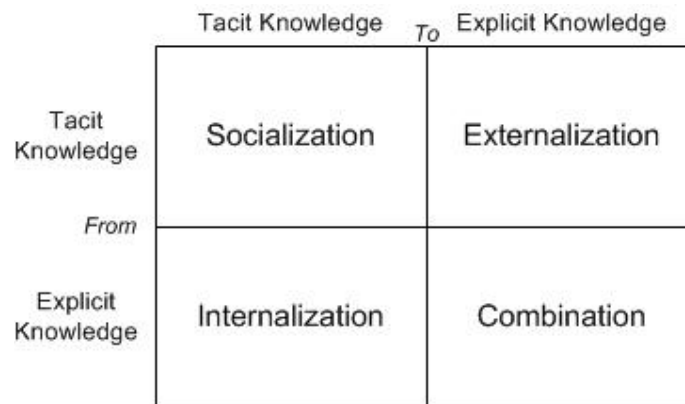 Tacit Knowledge To Explicit Knowledge
Tacit
Knowledge
Socialization Externalization
From
Explicit
Knowledge
Internalization Combination